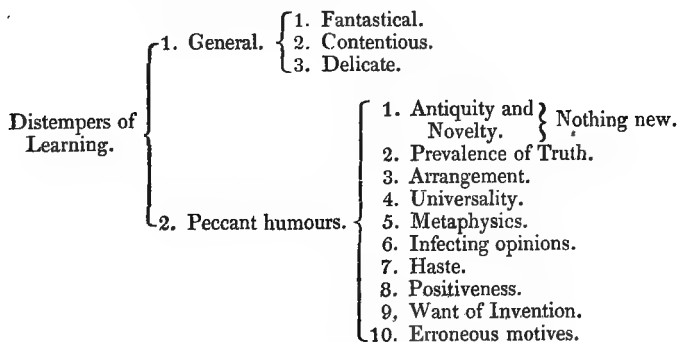 1. General.
1. Fantastical.
2. Contentious.
3. Delicate.
Distempers of
Learning.
2. Peccant humours.
1. Antiquity and
Novelty.
Nothing new.
2. Prevalence of Truth.
3. Arrangement.
4. Universality.
5. Metaphysics.
6. Infecting opinions.
7. Haste.
8. Positiveness.
9, Want of Invention.
10. Erroneous motives.